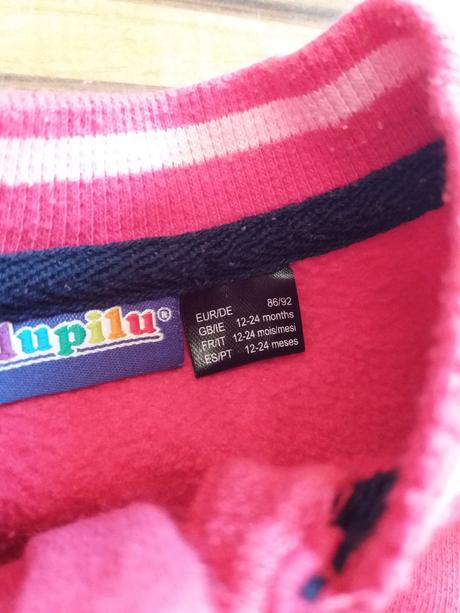 lupilu®
EUR/DE 86/92
GB/IE 12-24 months
FR/IT 12-24 mois/mesi
ES/PT 12-24 meses